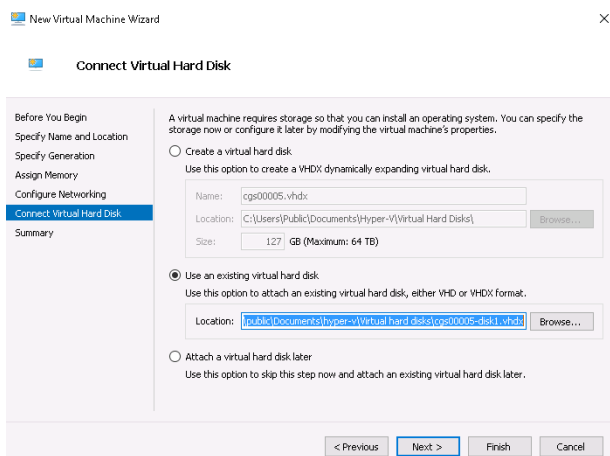 New Virtual Machine Wizard
Connect Virtual Hard Disk
Before You Begin
Specify Name and Location
Specify Generation
Assign Memory
Configure Networking
Connect Virtual Hard Disk
Summary
A virtual machine requires storage so that you can install an operating system. You can specify the
storage now or configure it later by modifying the virtual machine's properties.
Create a virtual hard disk
Use this option to create a VHDX dynamically expanding virtual hard disk.
Name: cgs00005.vhdx
Location: C:\Users\Public\Documents\Hyper-V\Virtual Hard Disks\ Browse...
Size: 127 GB (Maximum: 64 TB)
Use an existing virtual hard disk
Use this option to attach an existing virtual hard disk, either VHD or VHDX format.
Location: \public\Documents\hyper-v\Virtual hard disks\cgs00005-disk1.vhdx Browse...
Attach a virtual hard disk later
Use this option to skip this step now and attach an existing virtual hard disk later.
< Previous Next > Finish Cancel